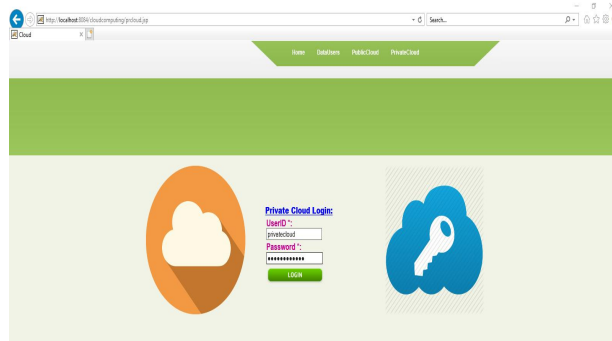 http://localhost:8084/cloudcomputing/prcloud.jsp
Search...
Cloud
Home DataUsers PublicCloud PrivateCloud
Private Cloud Login:
UserID *:
privatecloud
Password *:
LOGIN